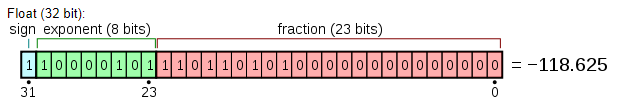 Float (32 bit):
sign exponent (8 bits) fraction (23 bits)
1 1 0 0 0 0 1 0 1 1 1 0 1 1 0 1 0 1 0 0 0 0 0 0 0 0 0 0 0 0 0 0 = −118.625
31 23 0